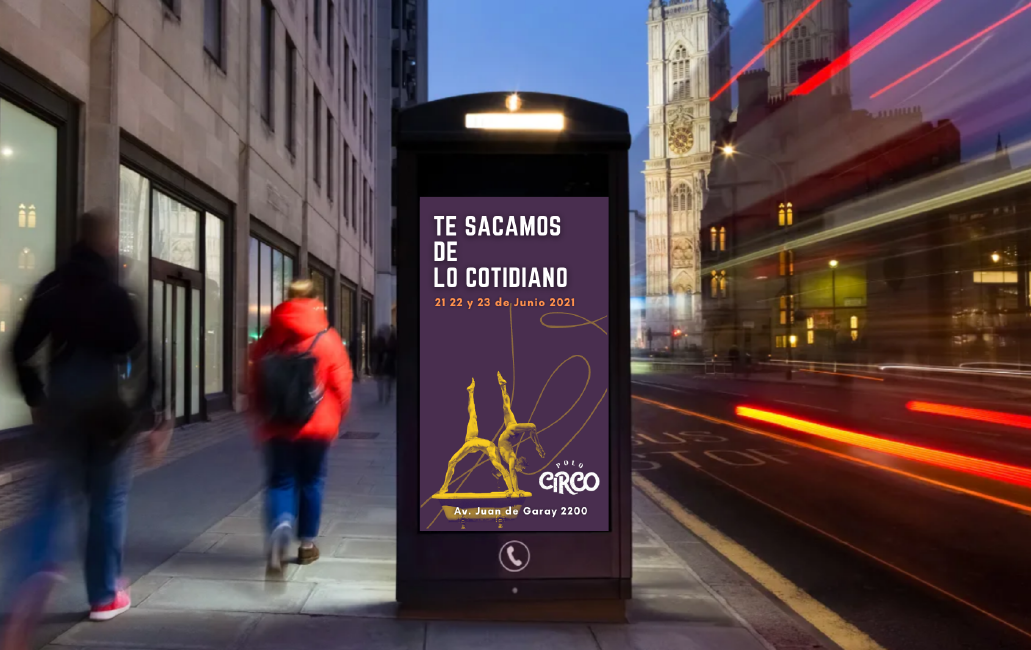 TE SACAMOS
DE
LO COTIDIANO
21 22 y 23 de Junio 2021
POLO
CIRCO
Av. Juan de Garay 2200
BUS
STOP